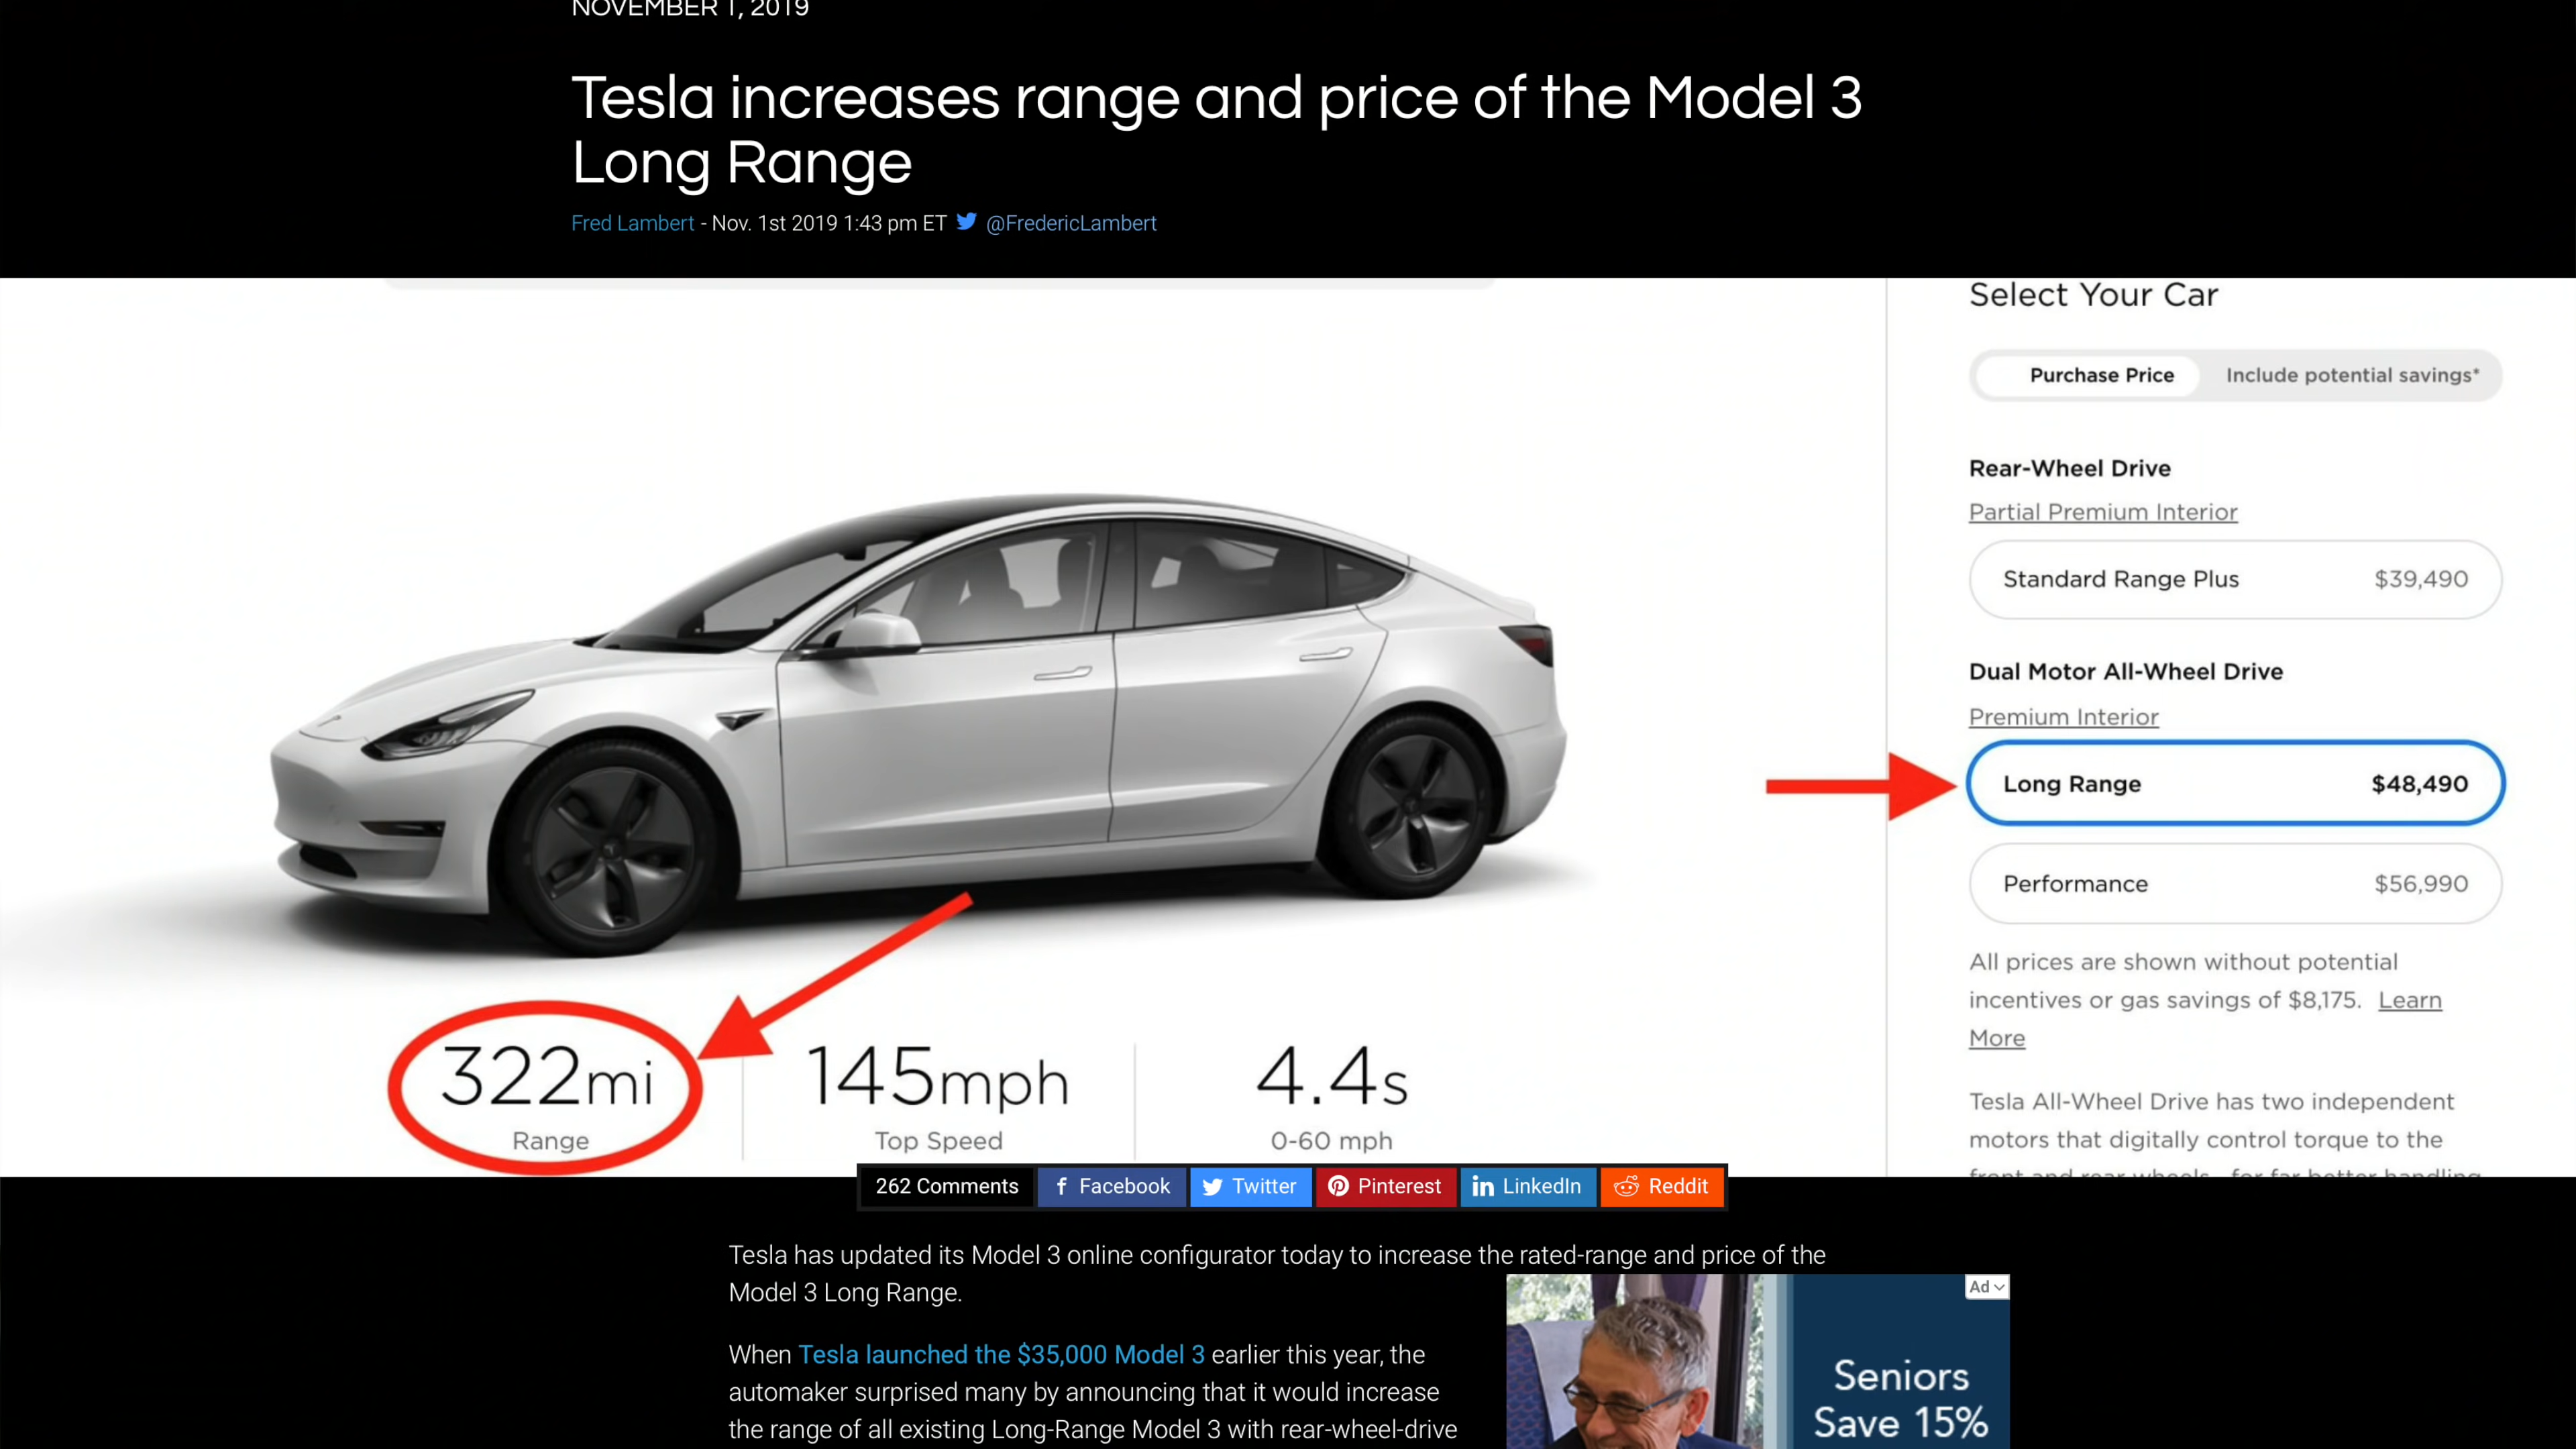 NOVEMBER 1, 2019
Tesla increases range and price of the Model 3
Long Range
Fred Lambert - Nov. 1st 2019 1:43 pm ET @FredericLambert
Select Your Car
Purchase Price Include potential savings*
Rear-Wheel Drive
Partial Premium Interior
Standard Range Plus $39,490
Dual Motor All-Wheel Drive
Premium Interior
Long Range $48,490
Performance $56,990
All prices are shown without potential
incentives or gas savings of $8,175. Learn
More
Tesla All-Wheel Drive has two independent
motors that digitally control torque to the
front and rear wheels—for far better handling
322mi 145mph 4.4s
Range Top Speed 0-60 mph
262 Comments Facebook Twitter Pinterest LinkedIn Reddit
Tesla has updated its Model 3 online configurator today to increase the rated-range and price of the
Model 3 Long Range.
When Tesla launched the $35,000 Model 3 earlier this year, the
automaker surprised many by announcing that it would increase
the range of all existing Long-Range Model 3 with rear-wheel-drive
Ad
Seniors
Save 15%